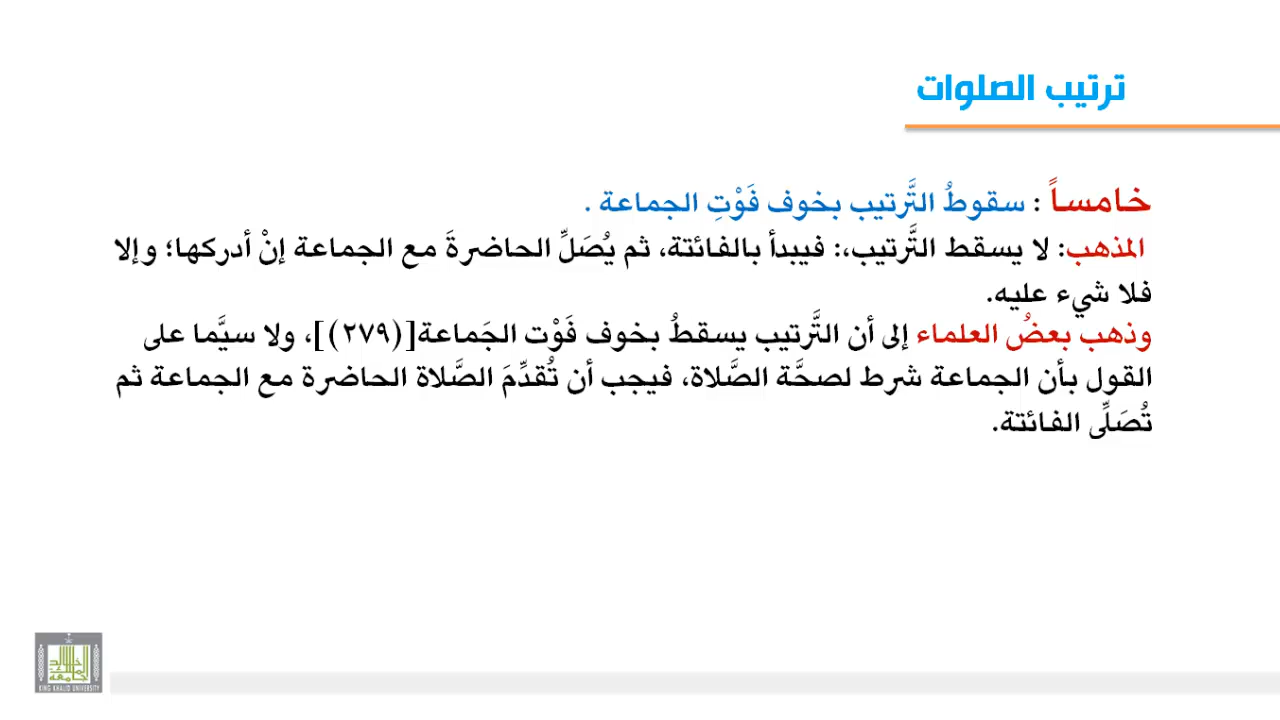 ترتيب الصلوات
خامساً : سقوطُ التَّرتيب بخوف فَوْتِ الجماعة .
المذهب: لا يسقط التَّرتيب،: فيبدأ بالفائتة، ثم يُصَلِّ الحاضرةَ مع الجماعة إنْ أدركها؛ وإلا
فلا شيء عليه.
وذهب بعضُ العلماء إلى أن التَّرتيب يسقطُ بخوف فَوْت الجَماعة[(٢٧٩)]، ولا سيَّما على
القول بأن الجماعة شرط لصحَّة الصَّلاة، فيجب أن تُقدِّمَ الصَّلاة الحاضرة مع الجماعة ثم
تُصَلِّى الفائتة.
KING KHALID UNIVERSITY